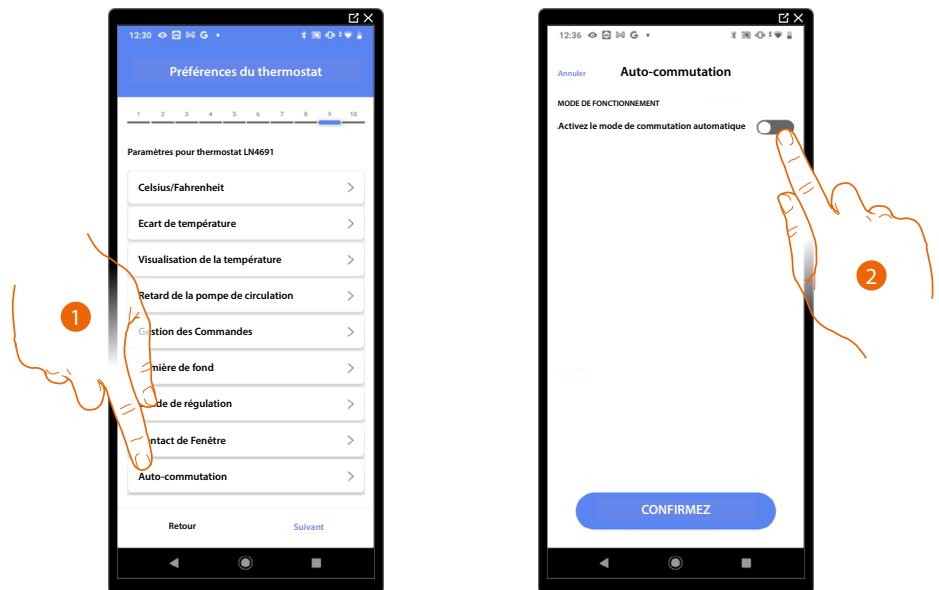 12:30 G
Préférences du thermostat
1 2 3 4 5 6 7 8 9 10
Paramètres pour thermostat LN4691
Celsius/Fahrenheit
Ecart de température
Visualisation de la température
Retard de la pompe de circulation
Gestion des Commandes
mière de fond
de de régulation
ntact de Fenêtre
Auto-commutation
Retour Suivant
1
12:36 G
Annuler Auto-commutation
MODE DE FONCTIONNEMENT
Activez le mode de commutation automatique
CONFIRMEZ
2